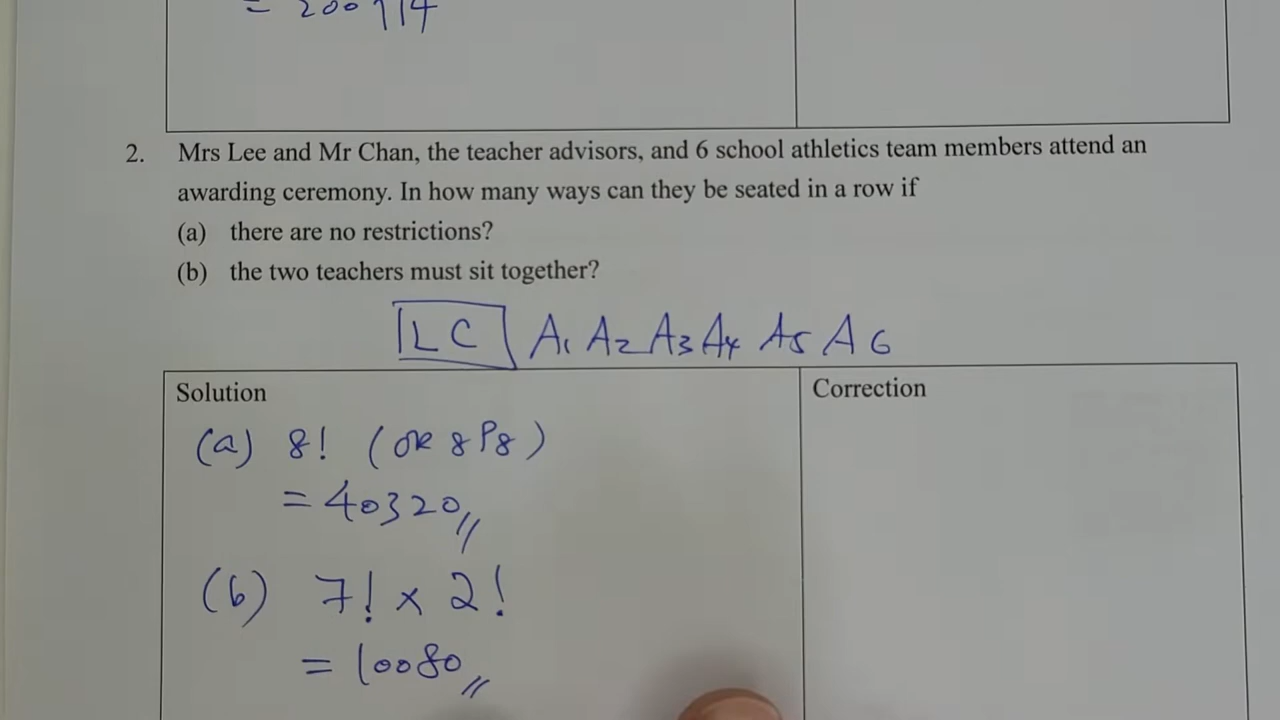 = 200914
2. Mrs Lee and Mr Chan, the teacher advisors, and 6 school athletics team members attend an
awarding ceremony. In how many ways can they be seated in a row if
(a) there are no restrictions?
(b) the two teachers must sit together?
LC A1 A2 A3 A4 A5 A6
Solution
Correction
(a) 8! (OR 8P8)
= 40320
(b) 7! × 2!
= 10080